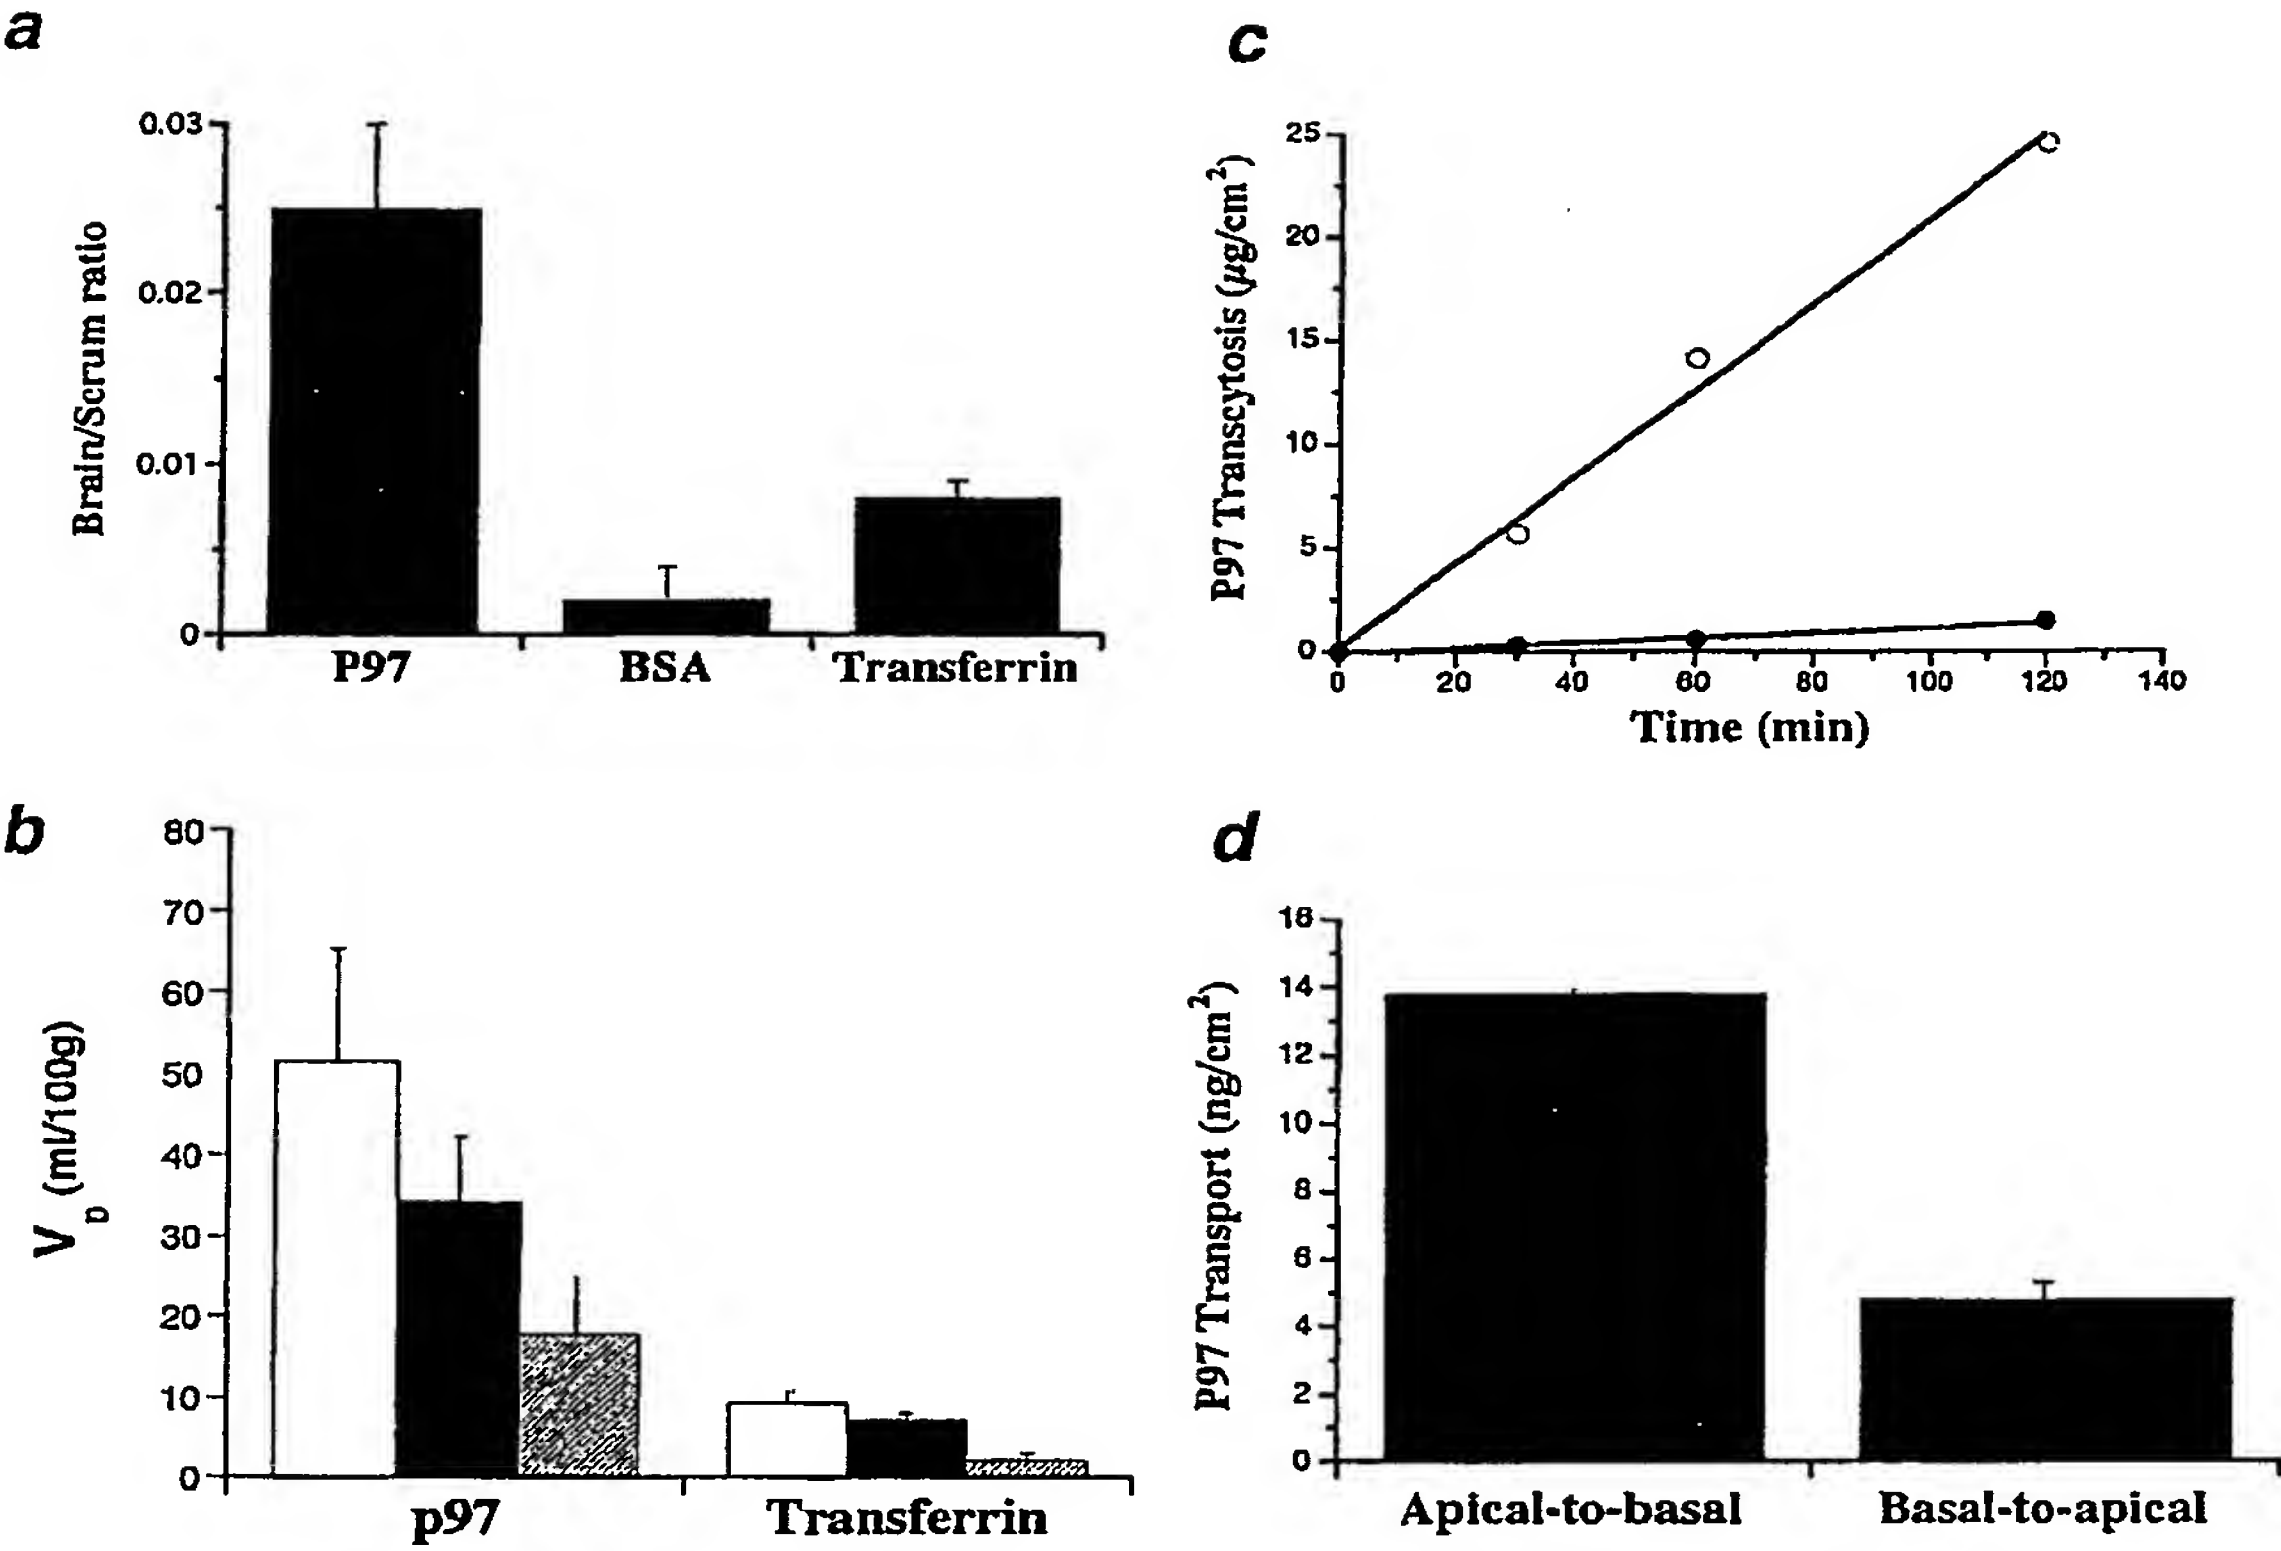 a
0.03
0.02
0.01
0
Brain/Scrum ratio
P97
BSA
Transferrin
c
25
20
15
10
5
0
P97 Transcytosis (µg/cm²)
0 20 40 60 80 100 120 140
Time (min)
b
80
70
60
50
40
30
20
10
0
V D (ml/100g)
p97
Transferrin
d
16
14
12
10
8
6
4
2
0
P97 Transport (ng/cm²)
Apical-to-basal
Basal-to-apical